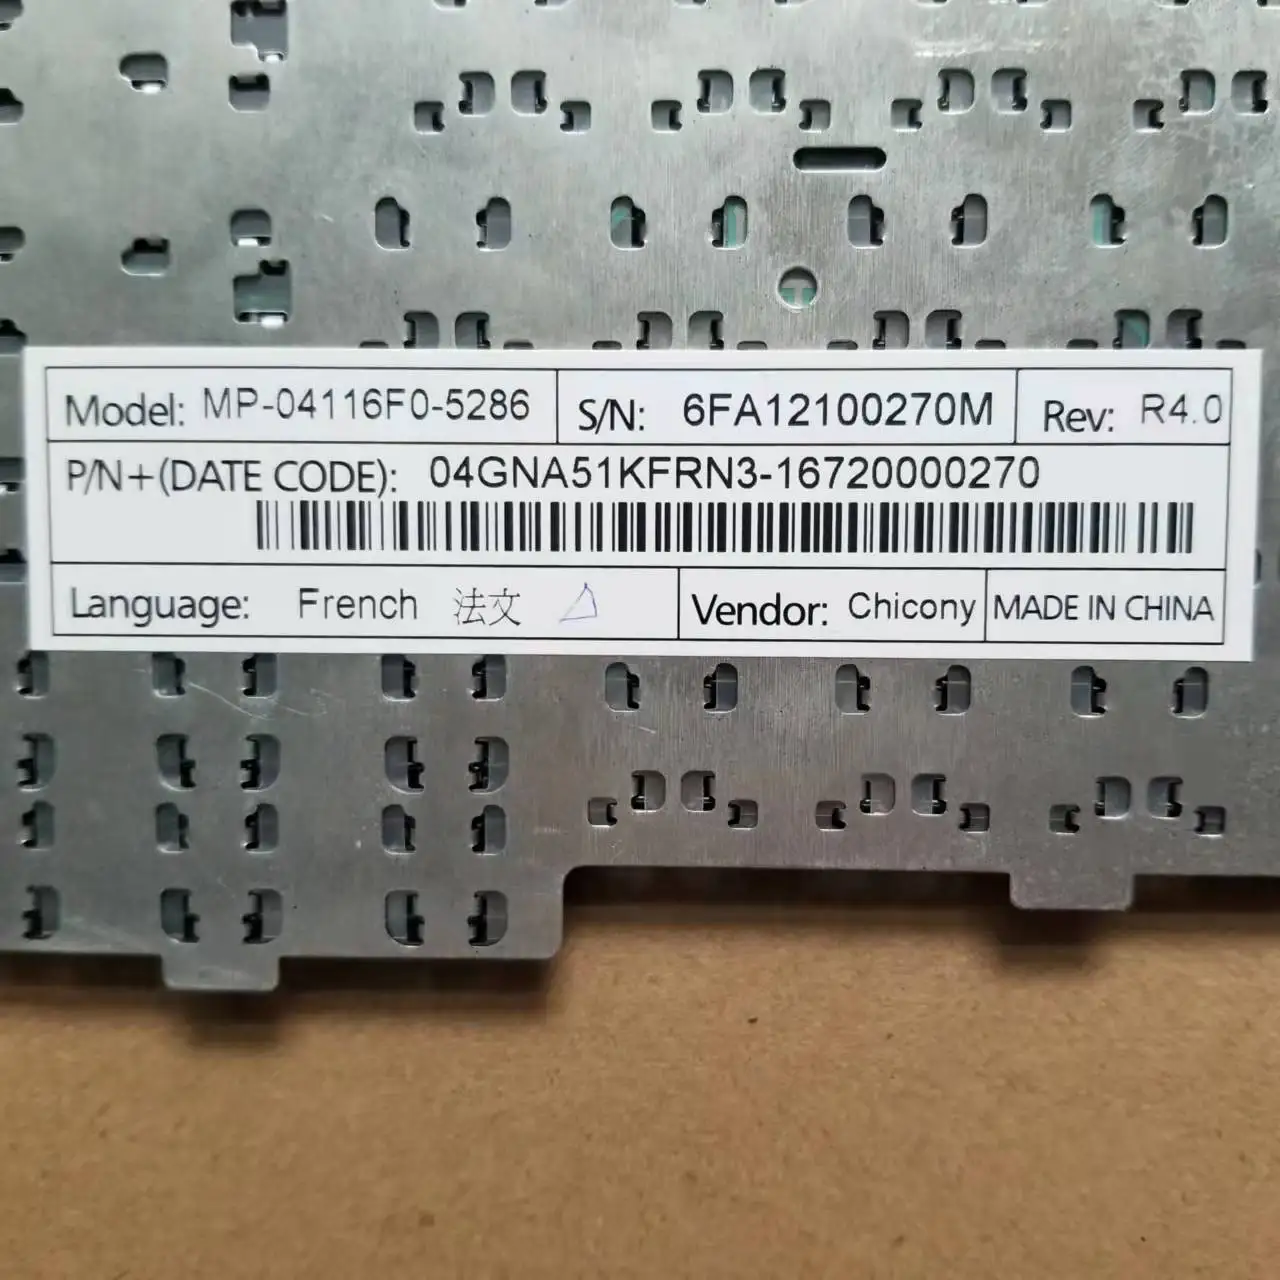 Model: MP-04116F0-5286 S/N: 6FA12100270M Rev: R4.0
P/N+(DATE CODE): 04GNA51KFRN3-16720000270
Language: French 法文 Vendor: Chicony MADE IN CHINA